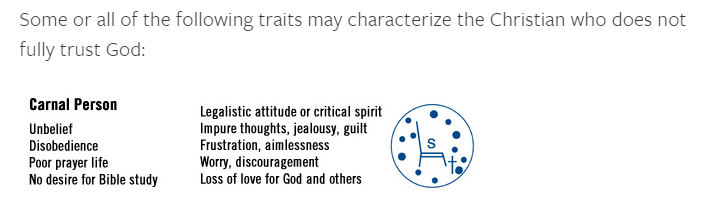 Some or all of the following traits may characterize the Christian who does not
fully trust God:
Carnal Person
Unbelief
Disobedience
Poor prayer life
No desire for Bible study
Legalistic attitude or critical spirit
Impure thoughts, jealousy, guilt
Frustration, aimlessness
Worry, discouragement
Loss of love for God and others
S